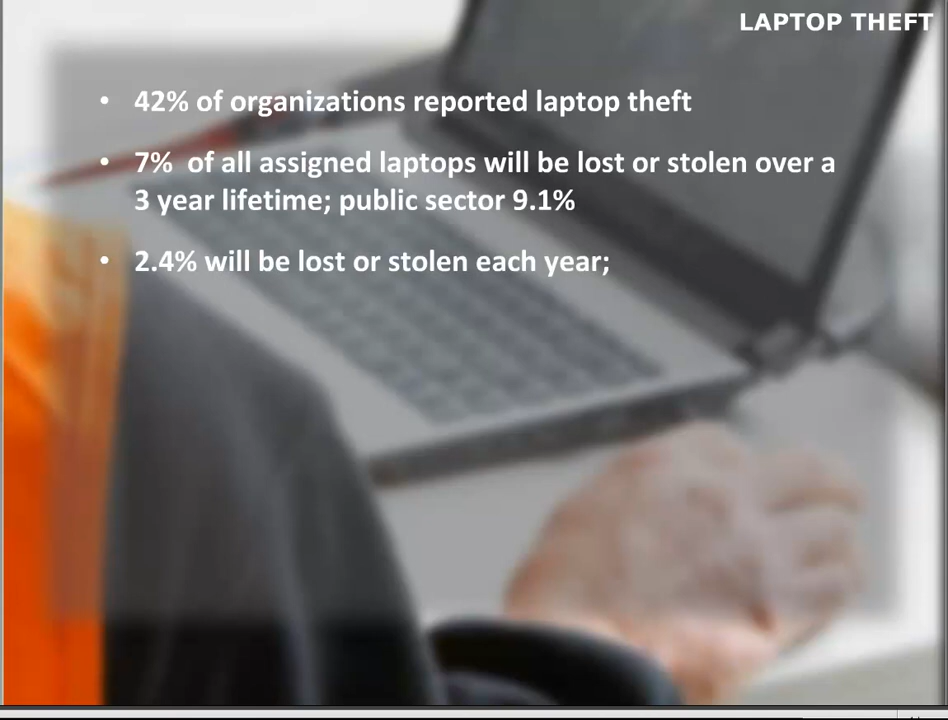 LAPTOP THEFT
• 42% of organizations reported laptop theft
• 7%  of all assigned laptops will be lost or stolen over a
3 year lifetime; public sector 9.1%
• 2.4% will be lost or stolen each year;